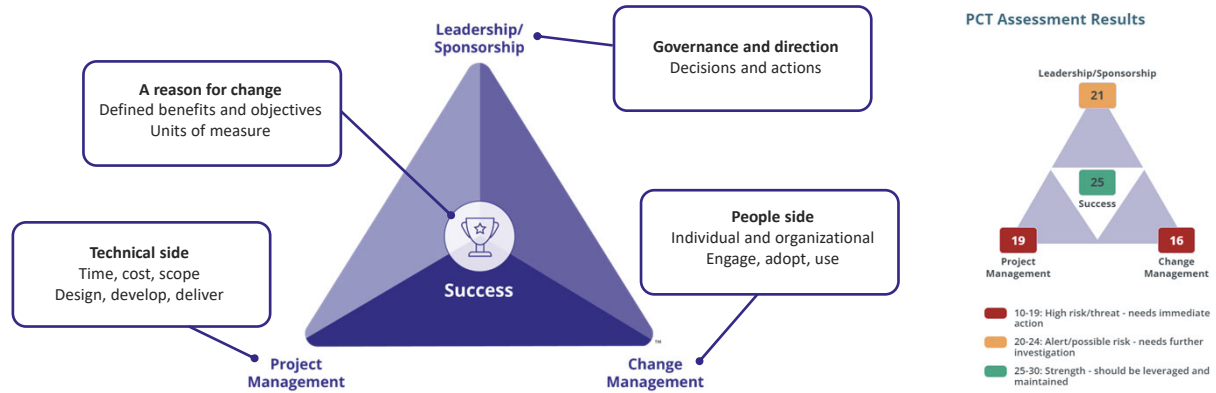 Leadership/
Sponsorship
Governance and direction
Decisions and actions
A reason for change
Defined benefits and objectives
Units of measure
Technical side
Time, cost, scope
Design, develop, deliver
People side
Individual and organizational
Engage, adopt, use
Success
™
Project
Management
Change
Management
PCT Assessment Results
Leadership/Sponsorship
21
25
Success
19
16
Project
Management
Change
Management
10-19: High risk/threat - needs immediate
action
20-24: Alert/possible risk - needs further
investigation
25-30: Strength - should be leveraged and
maintained